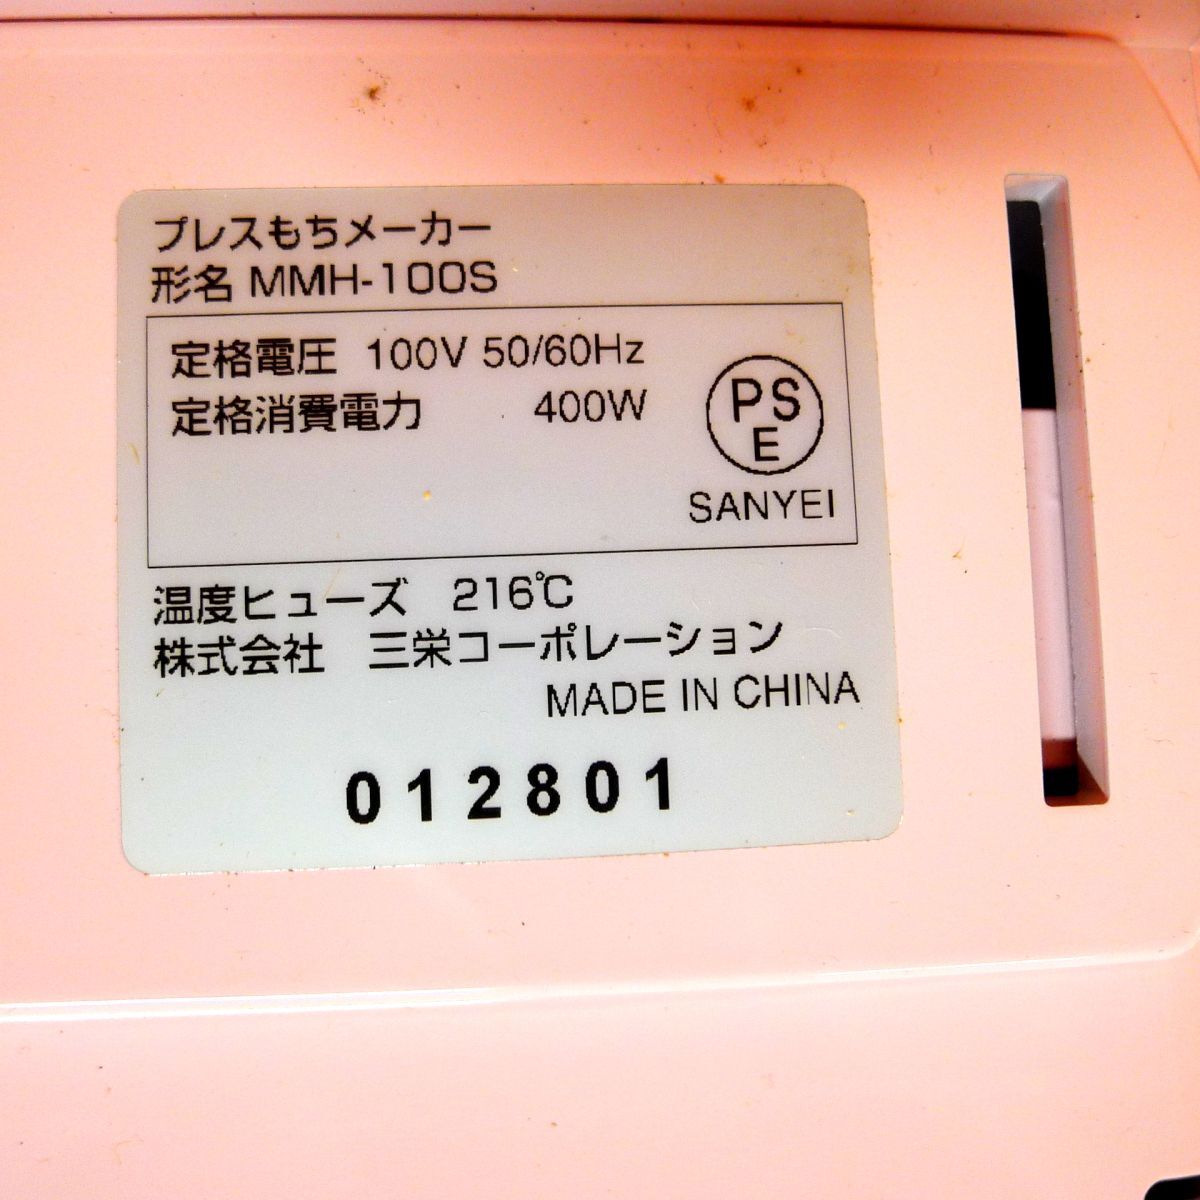 プレスもちメーカー
形名 MMH-100S
定格電圧 100V 50/60Hz
定格消費電力 400W
PS
E
SANYEI
温度ヒューズ 216℃
株式会社 三栄コーポレーション
MADE IN CHINA
012801